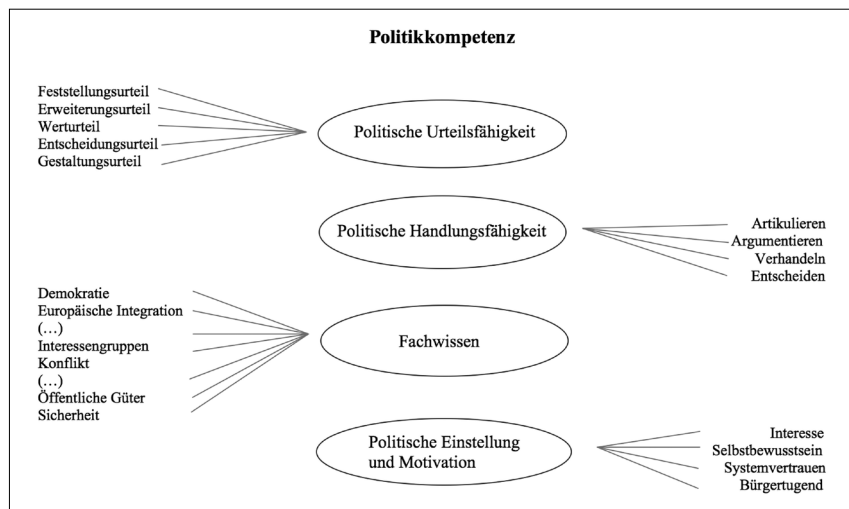 Politikkompetenz
Feststellungsurteil
Erweiterungsurteil
Werturteil
Entscheidungsurteil
Gestaltungsurteil
Politische Urteilsfähigkeit
Politische Handlungsfähigkeit
Artikulieren
Argumentieren
Verhandeln
Entscheiden
Demokratie
Europäische Integration
(…)
Interessengruppen
Konflikt
(…)
Öffentliche Güter
Sicherheit
Fachwissen
Politische Einstellung
und Motivation
Interesse
Selbstbewusstsein
Systemvertrauen
Bürgertugend